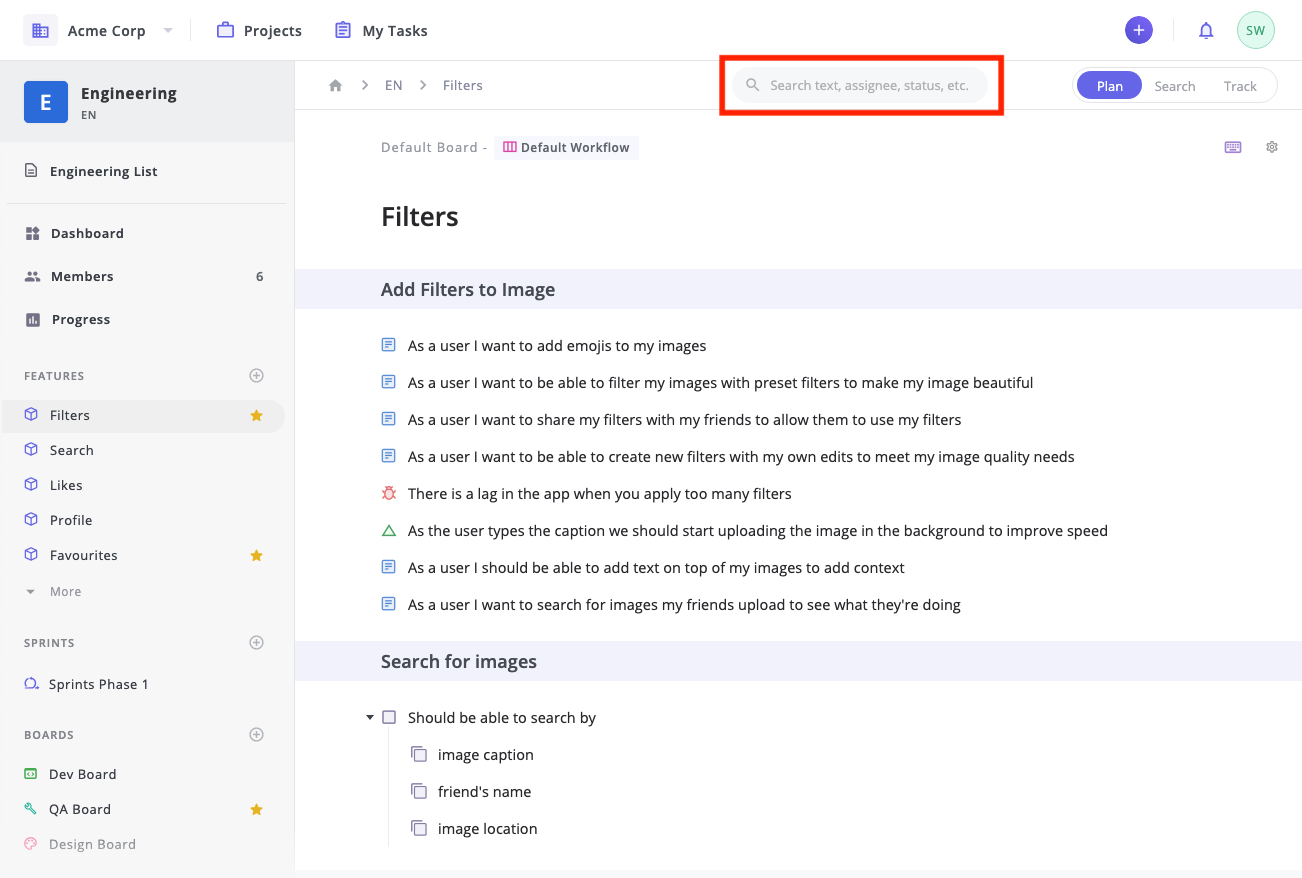 Acme Corp
Projects
My Tasks
SW
E
Engineering
EN
EN
Filters
Search text, assignee, status, etc.
Plan
Search
Track
Engineering List
Dashboard
Members 6
Progress
FEATURES
Filters
Search
Likes
Profile
Favourites
More
SPRINTS
Sprints Phase 1
BOARDS
Dev Board
QA Board
Design Board
Default Board - Default Workflow
Filters
Add Filters to Image
As a user I want to add emojis to my images
As a user I want to be able to filter my images with preset filters to make my image beautiful
As a user I want to share my filters with my friends to allow them to use my filters
As a user I want to be able to create new filters with my own edits to meet my image quality needs
There is a lag in the app when you apply too many filters
As the user types the caption we should start uploading the image in the background to improve speed
As a user I should be able to add text on top of my images to add context
As a user I want to search for images my friends upload to see what they're doing
Search for images
Should be able to search by
image caption
friend's name
image location